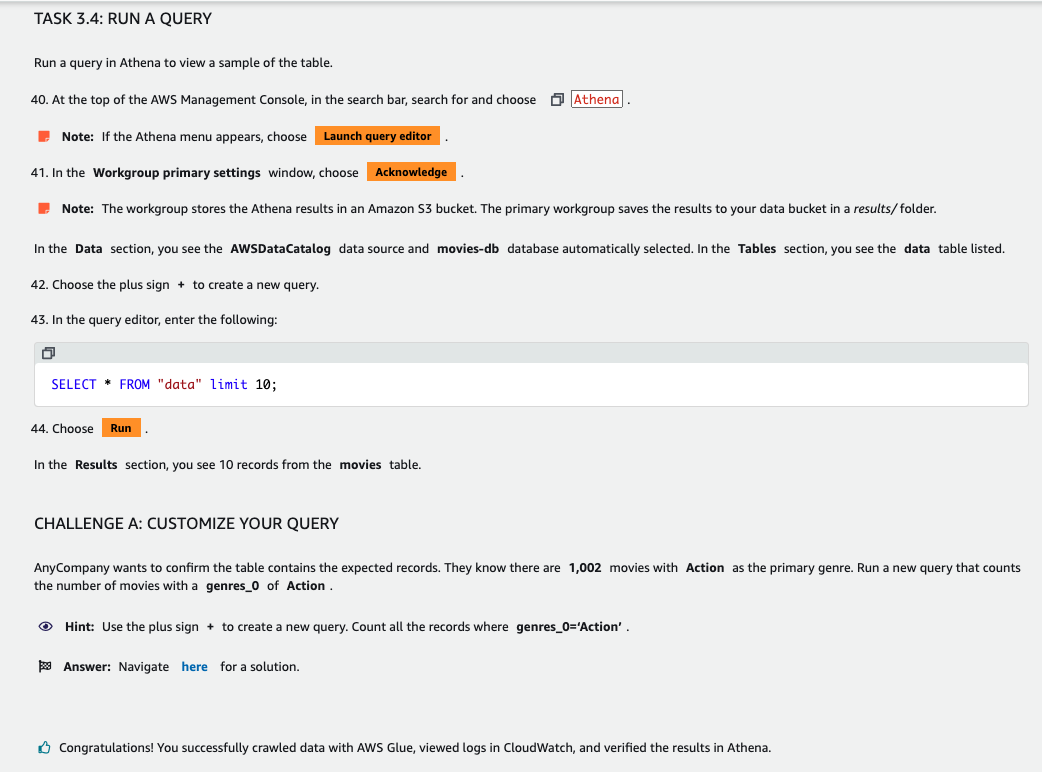 TASK 3.4: RUN A QUERY
Run a query in Athena to view a sample of the table.
40. At the top of the AWS Management Console, in the search bar, search for and choose Athena .
Note: If the Athena menu appears, choose Launch query editor .
41. In the Workgroup primary settings window, choose Acknowledge .
Note: The workgroup stores the Athena results in an Amazon S3 bucket. The primary workgroup saves the results to your data bucket in a results/ folder.
In the Data section, you see the AWSDataCatalog data source and movies-db database automatically selected. In the Tables section, you see the data table listed.
42. Choose the plus sign + to create a new query.
43. In the query editor, enter the following:
SELECT * FROM "data" limit 10;
44. Choose Run .
In the Results section, you see 10 records from the movies table.
CHALLENGE A: CUSTOMIZE YOUR QUERY
AnyCompany wants to confirm the table contains the expected records. They know there are 1,002 movies with Action as the primary genre. Run a new query that counts
the number of movies with a genres_0 of Action .
Hint: Use the plus sign + to create a new query. Count all the records where genres_0=‘Action’ .
Answer: Navigate here for a solution.
Congratulations! You successfully crawled data with AWS Glue, viewed logs in CloudWatch, and verified the results in Athena.